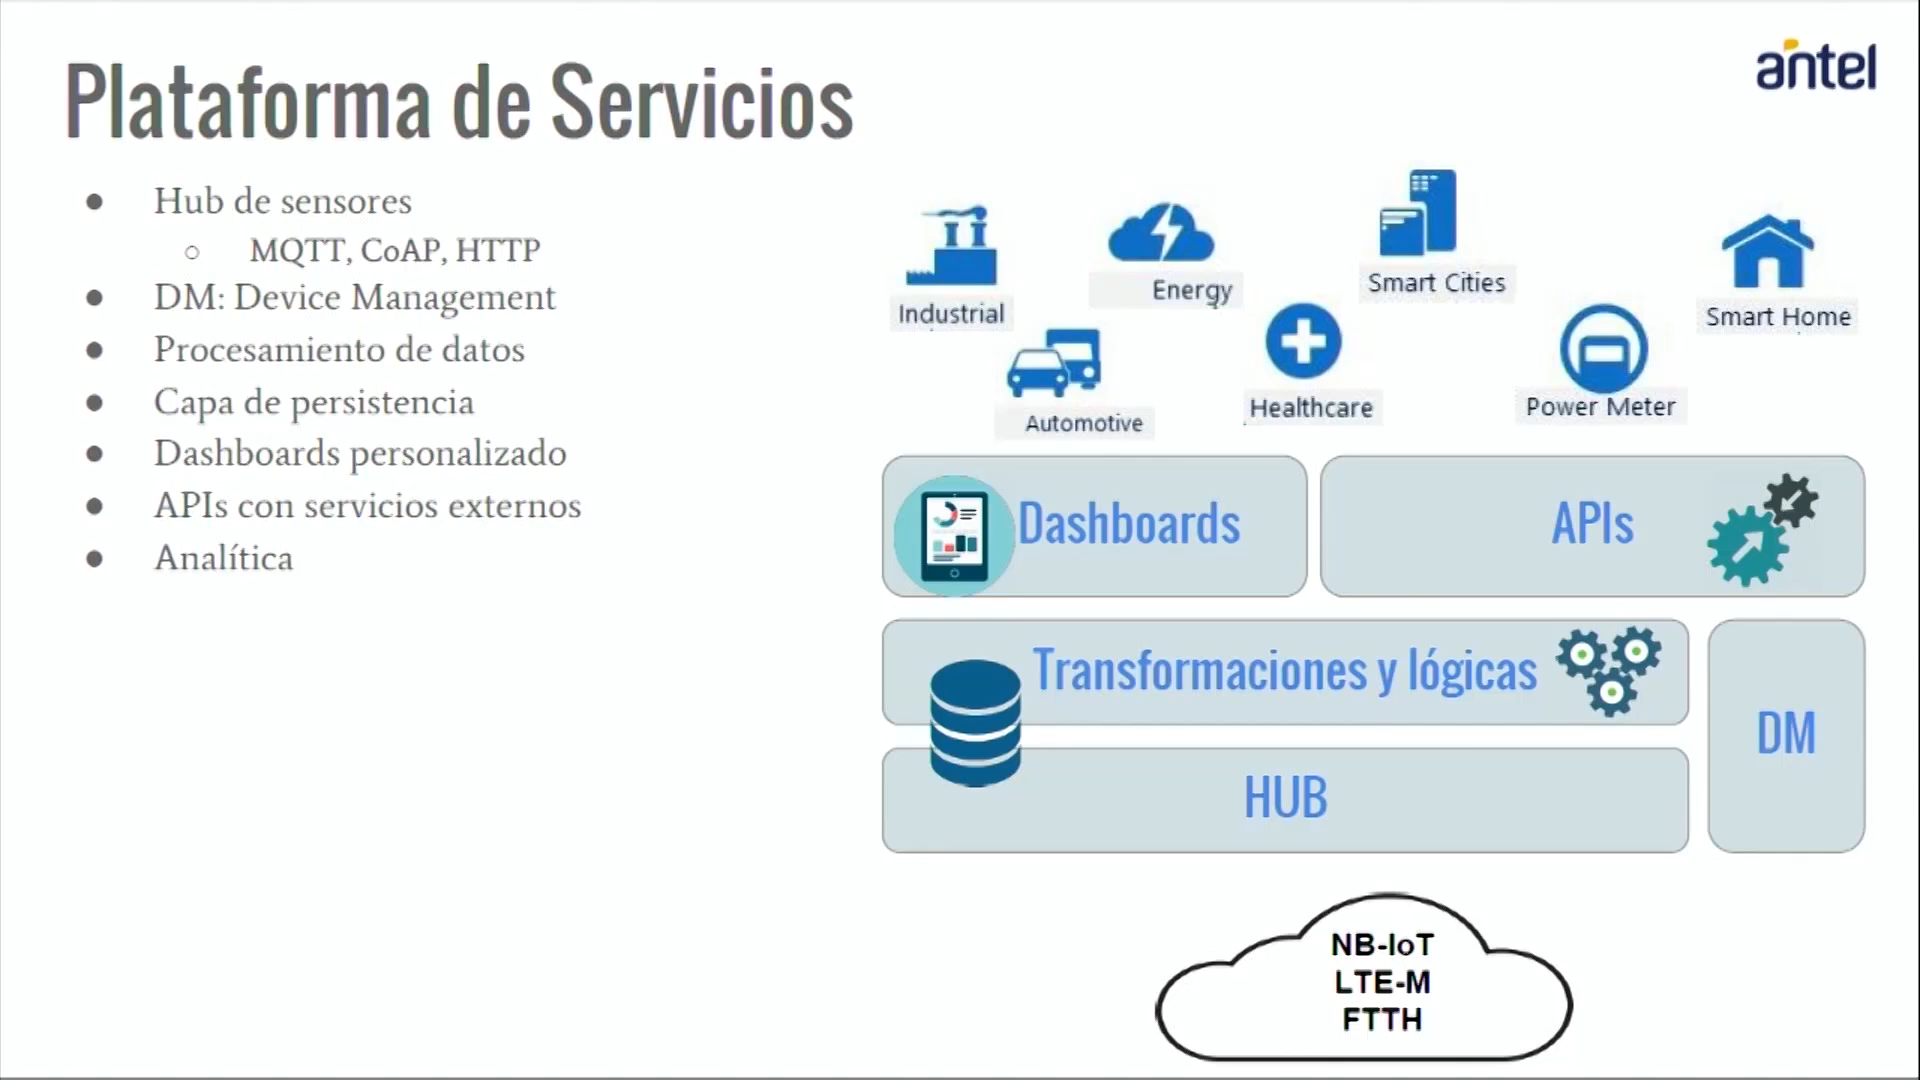 antel
Plataforma de Servicios
● Hub de sensores
○ MQTT, CoAP, HTTP
● DM: Device Management
● Procesamiento de datos
● Capa de persistencia
● Dashboards personalizado
● APIs con servicios externos
● Analítica
Industrial
Energy
Smart Cities
Smart Home
Automotive
Healthcare
Power Meter
Dashboards
APIs
Transformaciones y lógicas
DM
HUB
NB-IoT
LTE-M
FTTH